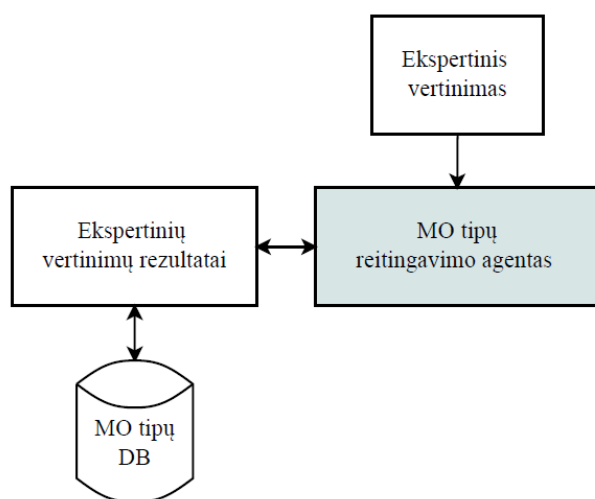 Ekspertinis
vertinimas
Ekspertinių
vertinimų rezultatai
MO tipų
reitingavimo agentas
MO tipų
DB